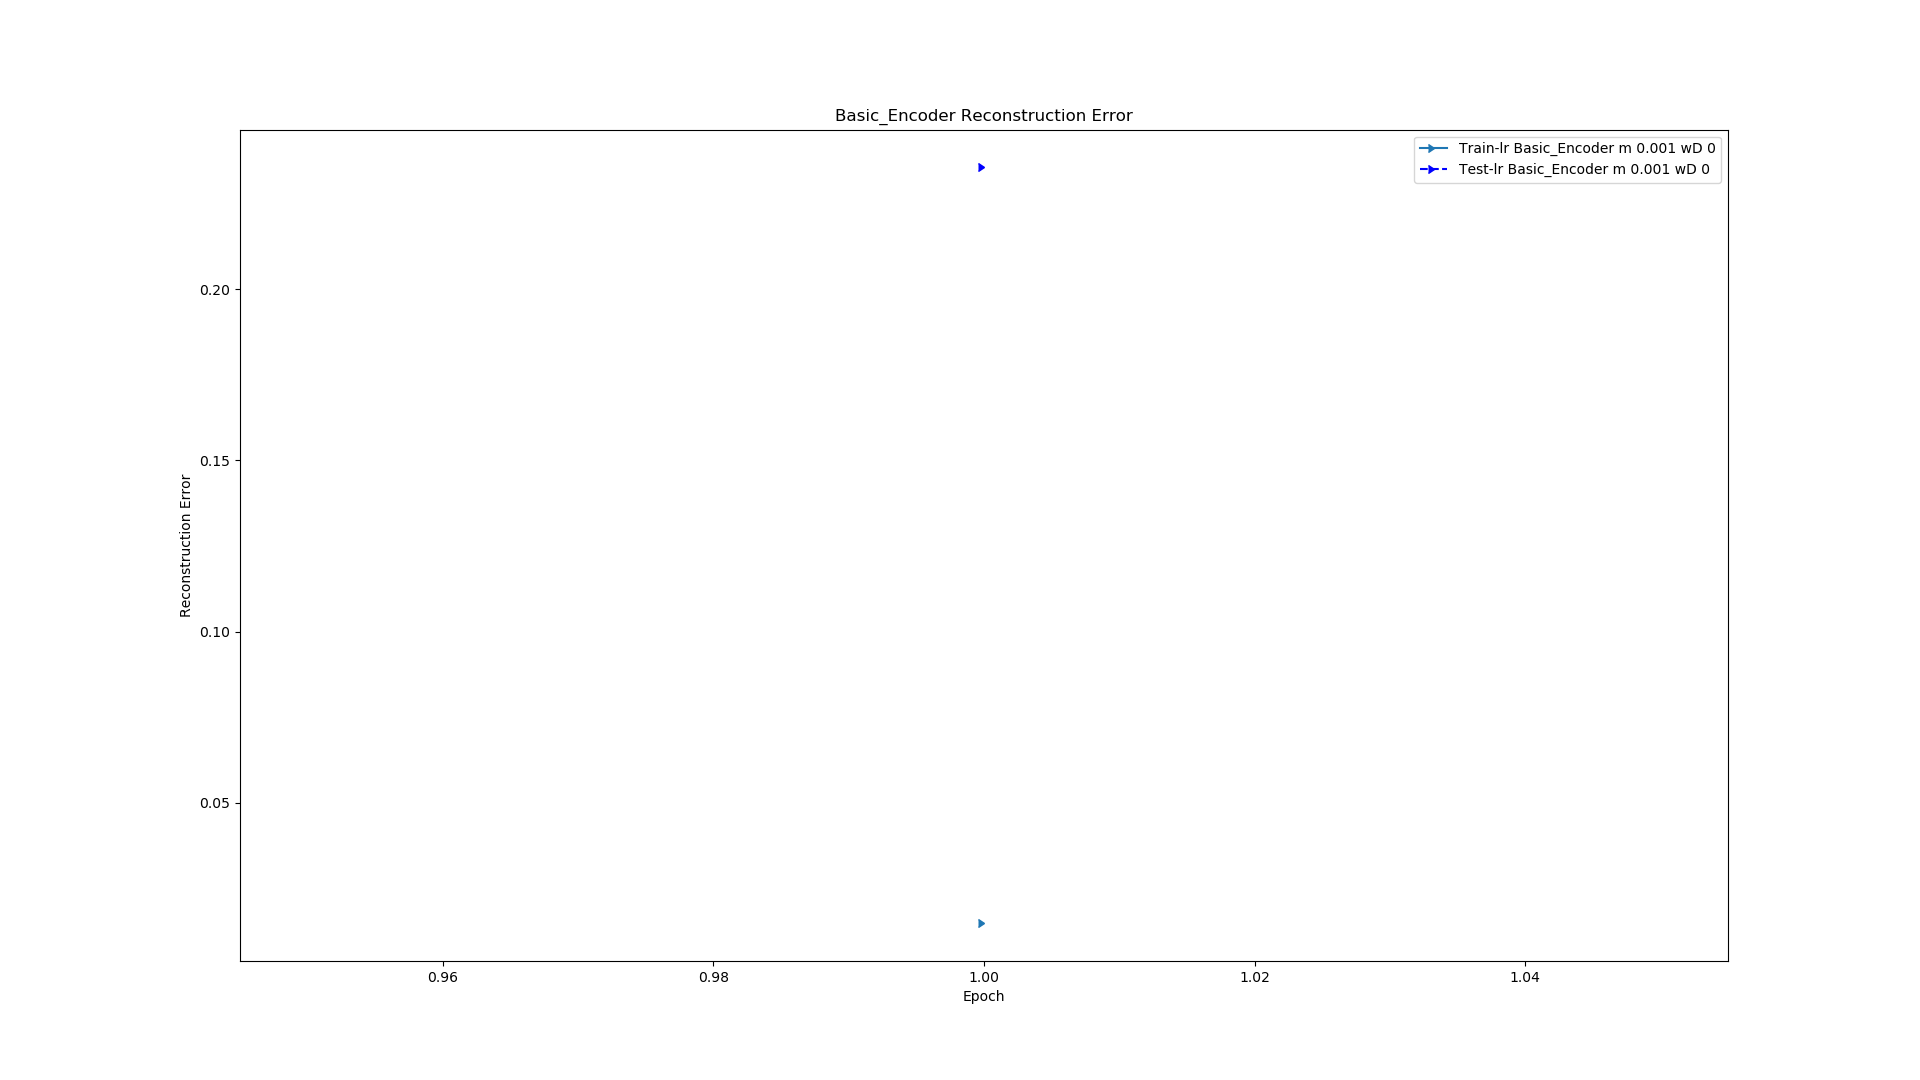 Basic_Encoder Reconstruction Error
Train-lr Basic_Encoder m 0.001 wD 0
Test-lr Basic_Encoder m 0.001 wD 0
0.20
0.15
0.10
0.05
Reconstruction Error
0.96
0.98
1.00
1.02
1.04
Epoch